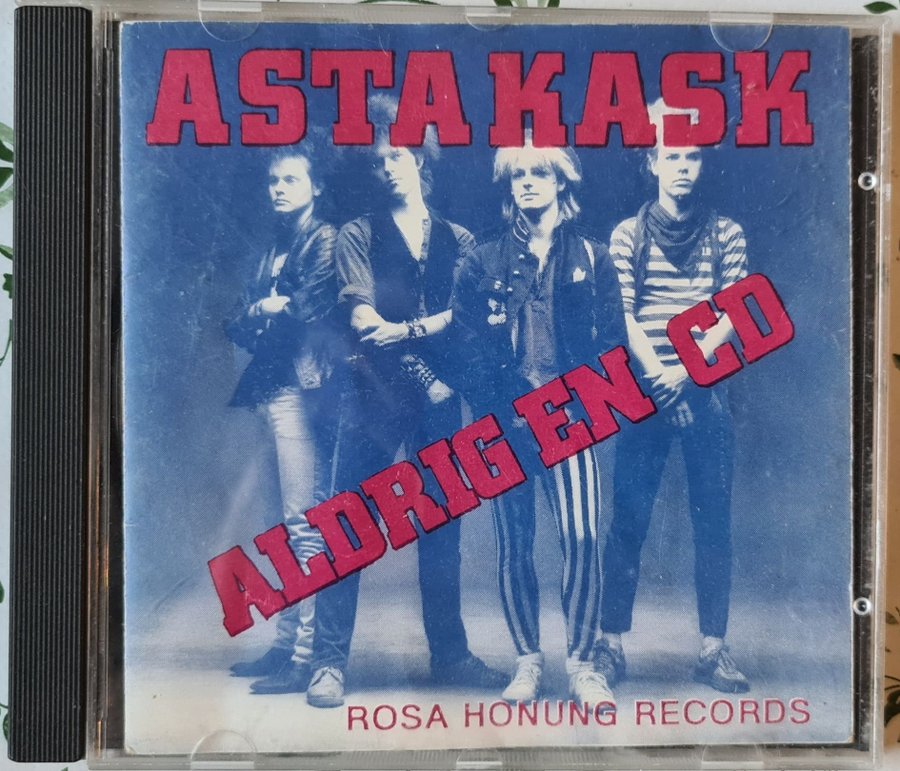 ASTA KASK
ALDRIG EN CD
ROSA HONUNG RECORDS